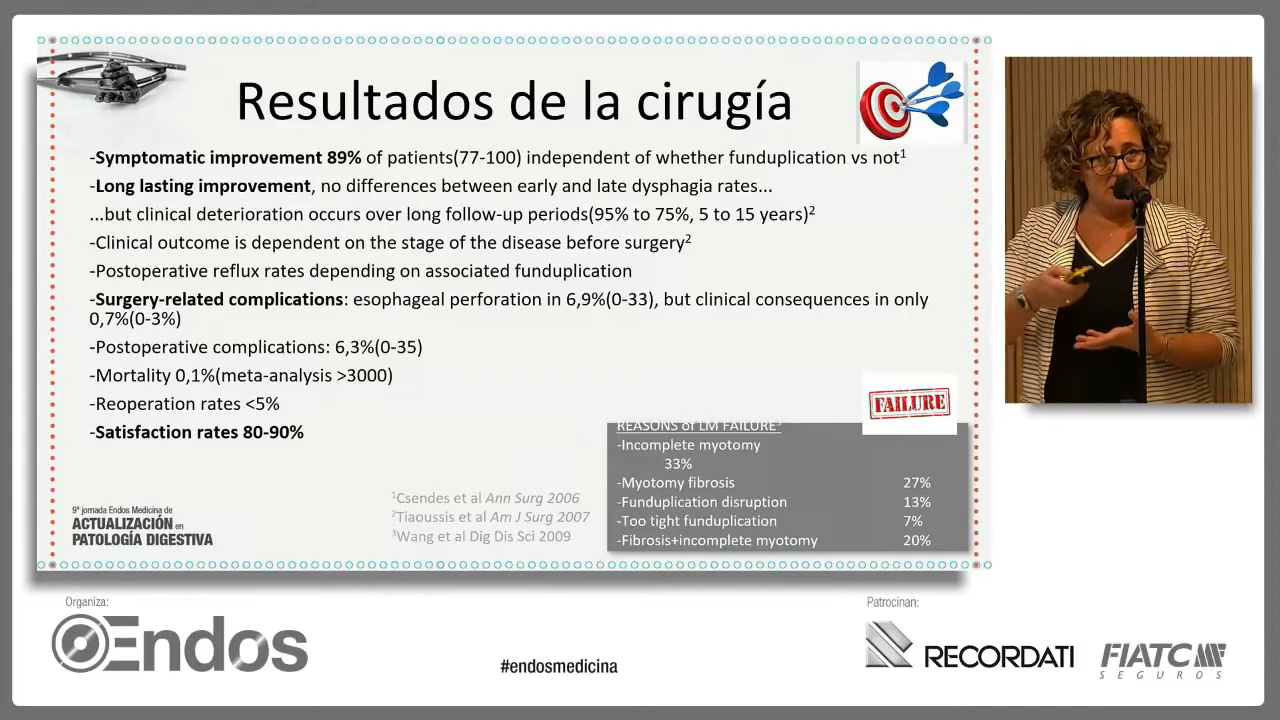 Resultados de la cirugía
-Symptomatic improvement 89% of patients(77-100) independent of whether funduplication vs not1
-Long lasting improvement, no differences between early and late dysphagia rates...
...but clinical deterioration occurs over long follow-up periods(95% to 75%, 5 to 15 years)2
-Clinical outcome is dependent on the stage of the disease before surgery2
-Postoperative reflux rates depending on associated funduplication
-Surgery-related complications: esophageal perforation in 6,9%(0-33), but clinical consequences in only
0,7%(0-3%)
-Postoperative complications: 6,3%(0-35)
-Mortality 0,1%(meta-analysis >3000)
-Reoperation rates <5%
-Satisfaction rates 80-90%
FAILURE
REASONS of LM FAILURE3
-Incomplete myotomy
33%
-Myotomy fibrosis 27%
-Funduplication disruption 13%
-Too tight funduplication 7%
-Fibrosis+incomplete myotomy 20%
1Csendes et al Ann Surg 2006
2Tiaoussis et al Am J Surg 2007
3Wang et al Dig Dis Sci 2009
9ª jornada Endos Medicina de
ACTUALIZACIÓN en
PATOLOGÍA DIGESTIVA
Organiza:
Endos
#endosmedicina
Patrocinan:
RECORDATI
FIATC
SEGUROS